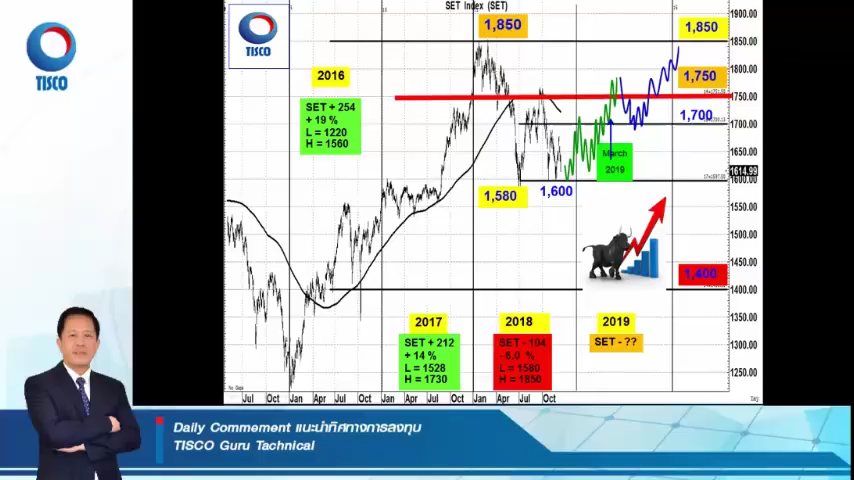 TISCO
TISCO
SET Index (SET)
1,850
1,850
1900.00
1850.00
1800.00
1750.00
1700.00
1650.00
1614.99
1600.00
1550.00
1500.00
1450.00
1400.00
1350.00
1300.00
1250.00
1,750
1,700
2016
SET + 254
+ 19 %
L = 1220
H = 1560
March
2019
1,580
1,600
1,400
2017
SET + 212
+ 14 %
L = 1528
H = 1730
2018
SET - 104
- 6.0 %
L = 1580
H = 1850
2019
SET - ??
Jul Oct Jan Apr Jul Oct Jan Apr Jul Oct Jan Apr Jul Oct
Daily Commement แนะนำทิศทางการลงทุน
TISCO Guru Tachnical